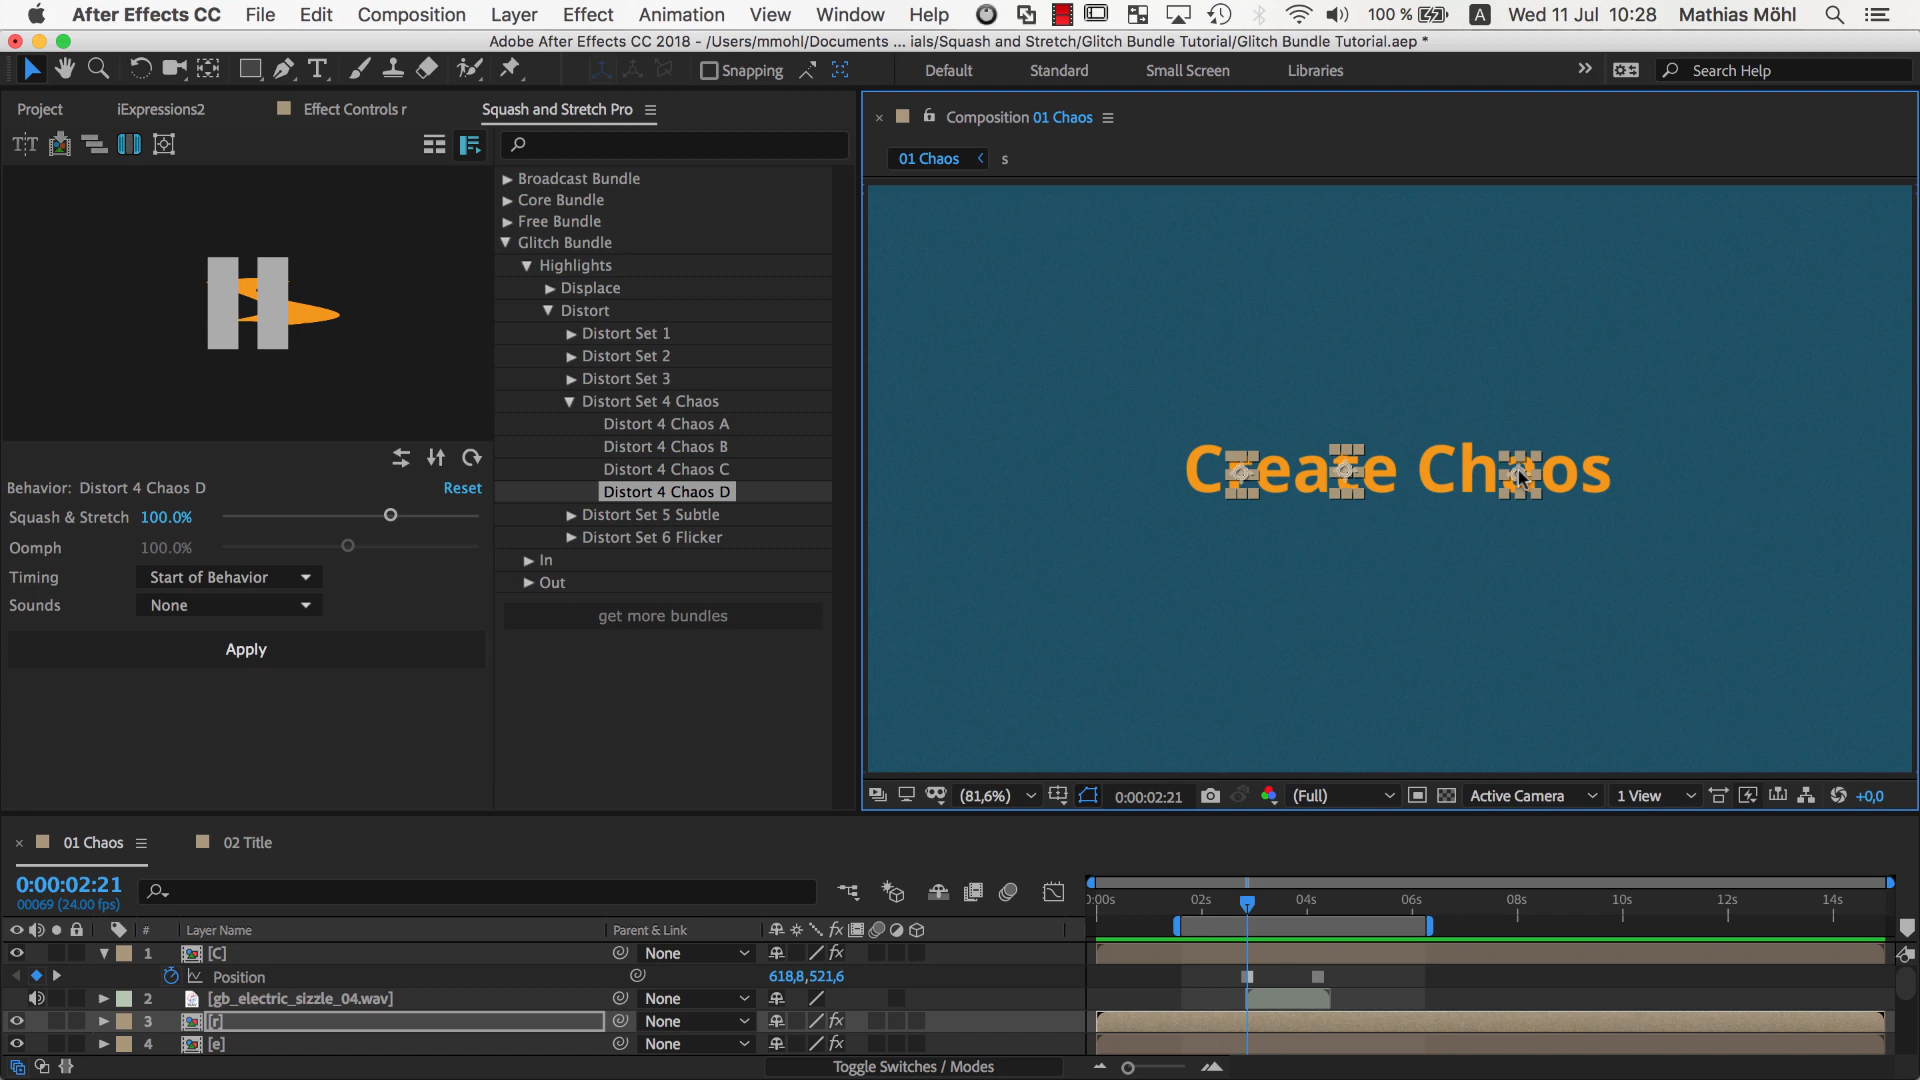 After Effects CC File Edit Composition Layer Effect Animation View Window Help 100 % A Wed 11 Jul 10:28 Mathias Möhl
Adobe After Effects CC 2018 - /Users/mmohl/Documents ... ials/Squash and Stretch/Glitch Bundle Tutorial/Glitch Bundle Tutorial.aep *
T Snapping Default Standard Small Screen Libraries Search Help
Project iExpressions2 Effect Controls r Squash and Stretch Pro
Composition 01 Chaos
01 Chaos s
Broadcast Bundle
Core Bundle
Free Bundle
Glitch Bundle
Highlights
Displace
Distort
Distort Set 1
Distort Set 2
Distort Set 3
Distort Set 4 Chaos
Distort 4 Chaos A
Distort 4 Chaos B
Distort 4 Chaos C
Distort 4 Chaos D
Distort Set 5 Subtle
Distort Set 6 Flicker
In
Out
get more bundles
Behavior: Distort 4 Chaos D Reset
Squash & Stretch 100.0%
Oomph 100.0%
Timing Start of Behavior
Sounds None
Apply
Create Chaos
(81,6%) 0:00:02:21 (Full) Active Camera 1 View +0,0
01 Chaos 02 Title
0:00:02:21
00069 (24.00 fps)
0:00s 02s 04s 06s 08s 10s 12s 14s
# Layer Name Parent & Link fx
1 [C] None fx
Position 618,8,521,6
2 [gb_electric_sizzle_04.wav] None
3 [r] None fx
4 [e] None fx
Toggle Switches / Modes